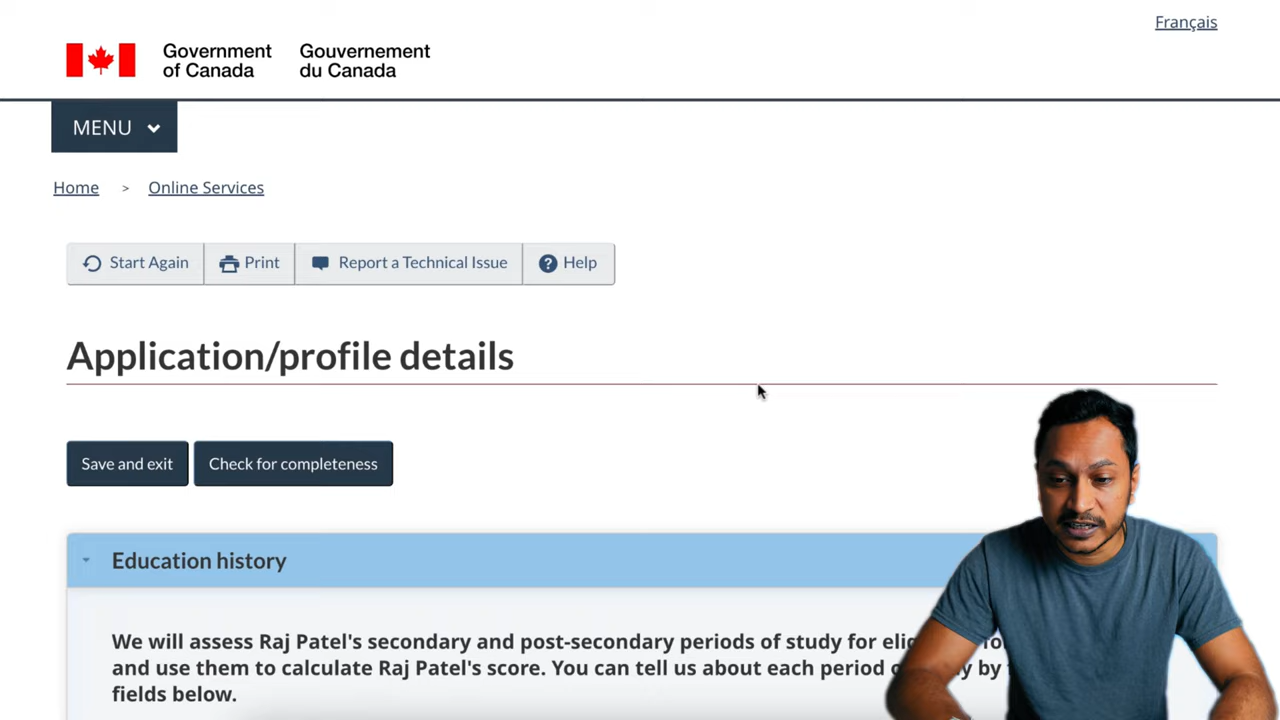 Français
Government of Canada
Gouvernement du Canada
MENU
Home > Online Services
Start Again Print Report a Technical Issue Help
Application/profile details
Save and exit Check for completeness
Education history
We will assess Raj Patel's secondary and post-secondary periods of study for
and use them to calculate Raj Patel's score. You can tell us about each period by
fields below.